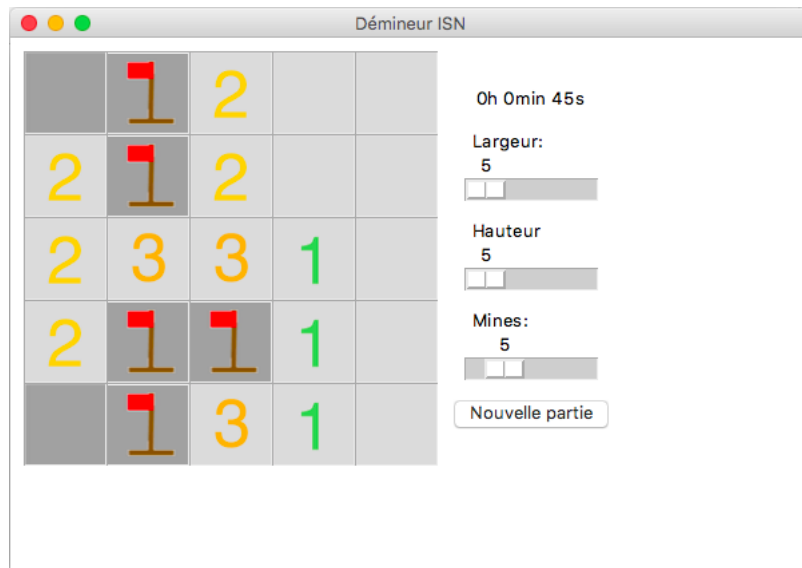 Démineur ISN
2
2 2
2 3 3 1
2 1
3 1
0h 0min 45s
Largeur:
5
Hauteur
5
Mines:
5
Nouvelle partie